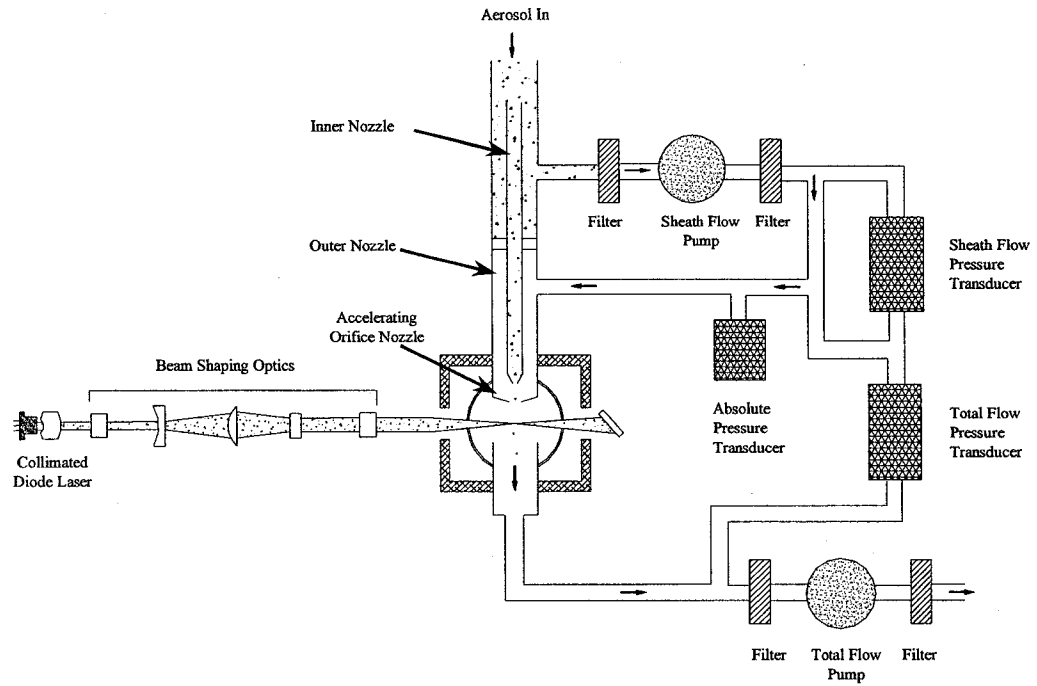 Aerosol In
Inner Nozzle
Filter
Sheath Flow
Pump
Filter
Outer Nozzle
Sheath Flow
Pressure
Transducer
Accelerating
Orifice Nozzle
Beam Shaping Optics
Absolute
Pressure
Transducer
Total Flow
Pressure
Transducer
Collimated
Diode Laser
Filter
Total Flow
Pump
Filter